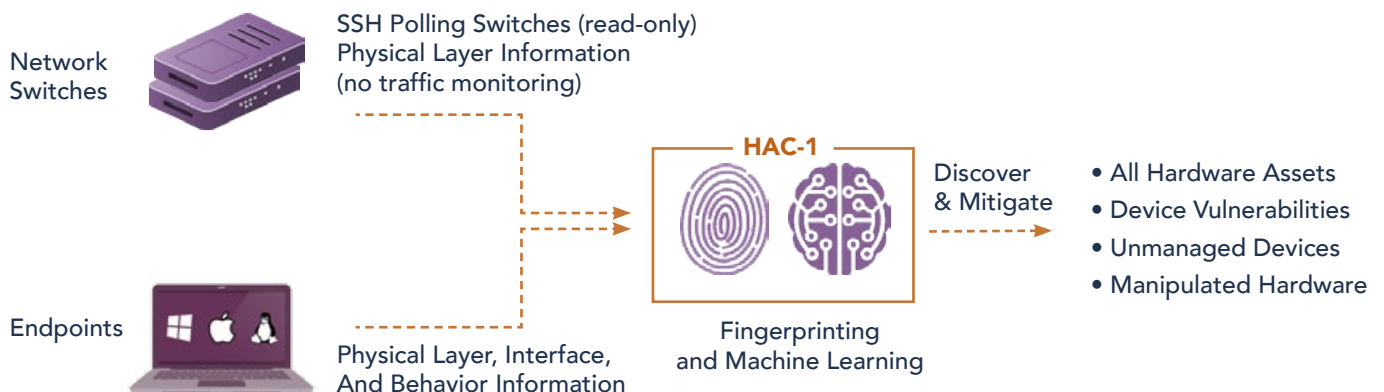 Network
Switches
SSH Polling Switches (read-only)
Physical Layer Information
(no traffic monitoring)
HAC-1
Discover
& Mitigate
• All Hardware Assets
• Device Vulnerabilities
• Unmanaged Devices
• Manipulated Hardware
Endpoints
Physical Layer, Interface,
And Behavior Information
Fingerprinting
and Machine Learning